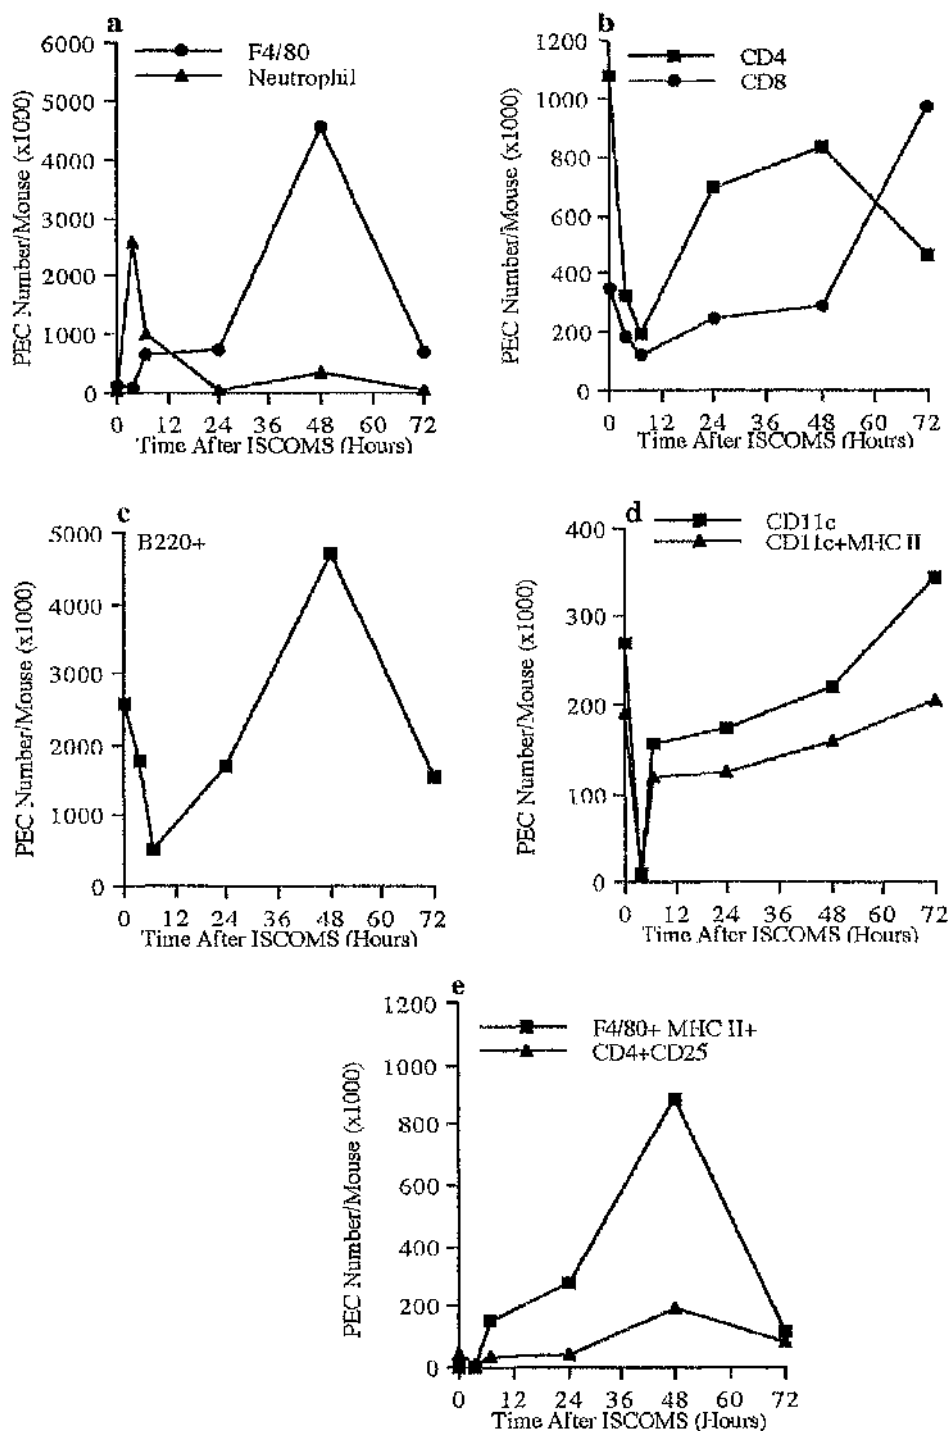 a
F4/80
Neutrophil
6000
5000
4000
3000
2000
1000
0
PEC Number/Mouse (x1000)
0 12 24 36 48 60 72
Time After ISCOMS (Hours)
b
CD4
CD8
1200
1000
800
600
400
200
0
PEC Number/Mouse (x1000)
0 12 24 36 48 60 72
Time After ISCOMS (Hours)
c
B220+
5000
4000
3000
2000
1000
0
PEC Number/Mouse (x1000)
0 12 24 36 48 60 72
Time After ISCOMS (Hours)
d
CD11c
CD11c+MHC II
400
300
200
100
0
PEC Number/Mouse (x1000)
0 12 24 36 48 60 72
Time After ISCOMS (Hours)
e
F4/80+ MHC II+
CD4+CD25
1200
1000
800
600
400
200
0
PEC Number/Mouse (x1000)
0 12 24 36 48 60 72
Time After ISCOMS (Hours)